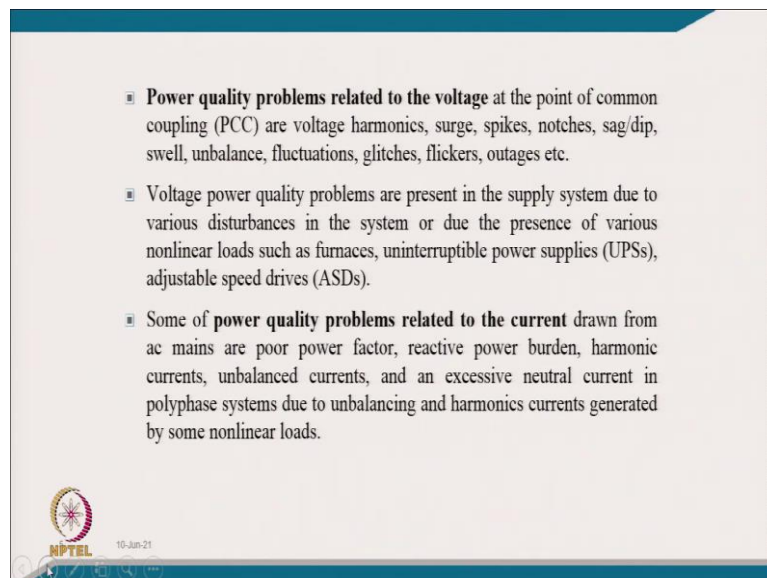 Power quality problems related to the voltage at the point of common
coupling (PCC) are voltage harmonics, surge, spikes, notches, sag/dip,
swell, unbalance, fluctuations, glitches, flickers, outages etc.
Voltage power quality problems are present in the supply system due to
various disturbances in the system or due the presence of various
nonlinear loads such as furnaces, uninterruptible power supplies (UPSs),
adjustable speed drives (ASDs).
Some of power quality problems related to the current drawn from
ac mains are poor power factor, reactive power burden, harmonic
currents, unbalanced currents, and an excessive neutral current in
polyphase systems due to unbalancing and harmonics currents generated
by some nonlinear loads.
NPTEL
10-Jun-21